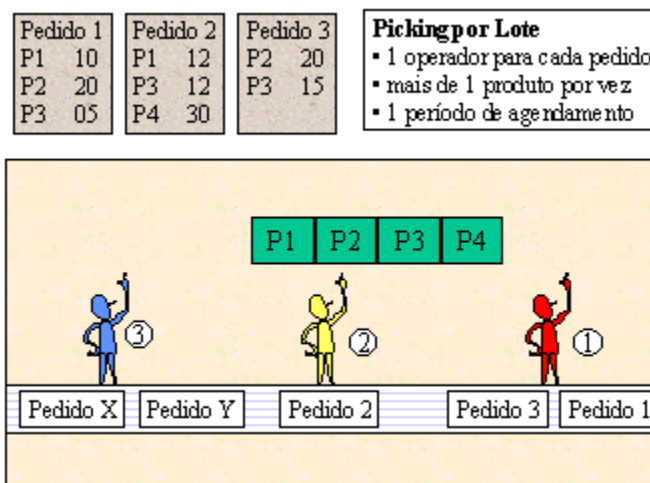 Pedido 1
P1 10
P2 20
P3 05
Pedido 2
P1 12
P3 12
P4 30
Pedido 3
P2 20
P3 15
Picking por Lote
▪ 1 operador para cada pedido
▪ mais de 1 produto por vez
▪ 1 período de agendamento
P1 P2 P3 P4
3 2 1
Pedido X Pedido Y Pedido 2 Pedido 3 Pedido 1